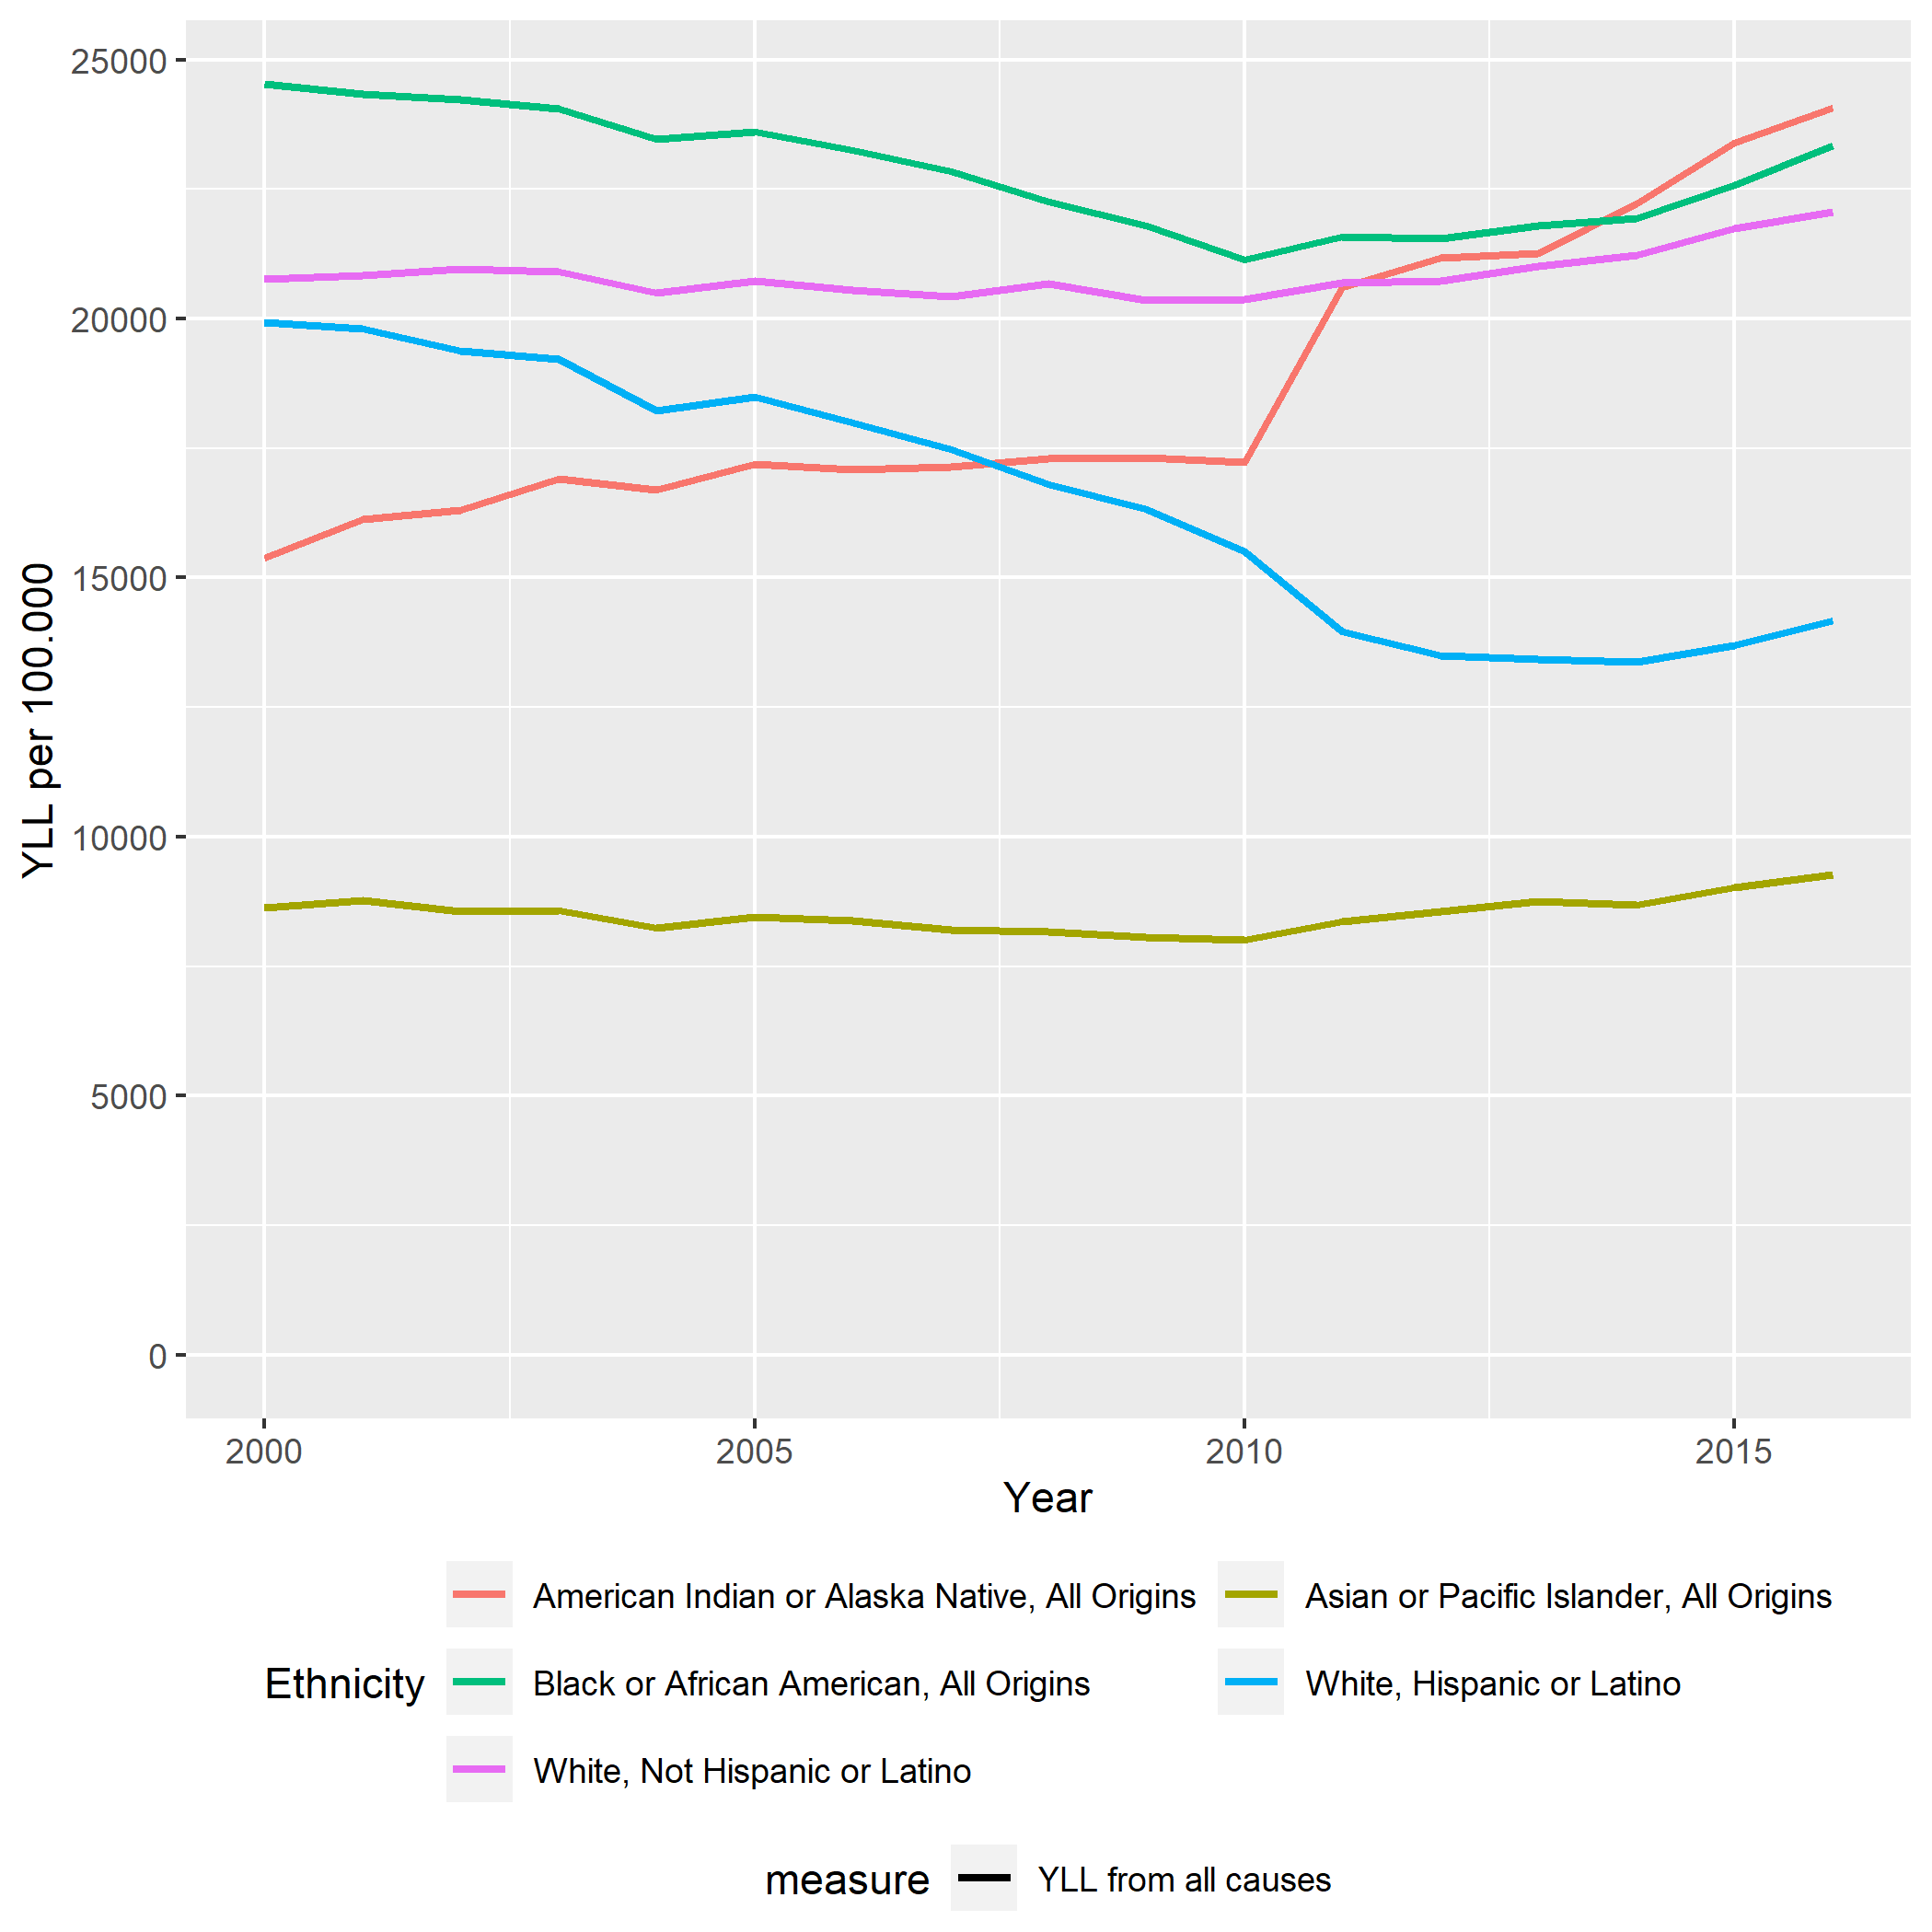 25000
20000
15000
10000
5000
0
YLL per 100.000
2000 2005 2010 2015
Year
Ethnicity
American Indian or Alaska Native, All Origins
Asian or Pacific Islander, All Origins
Black or African American, All Origins
White, Hispanic or Latino
White, Not Hispanic or Latino
measure
YLL from all causes